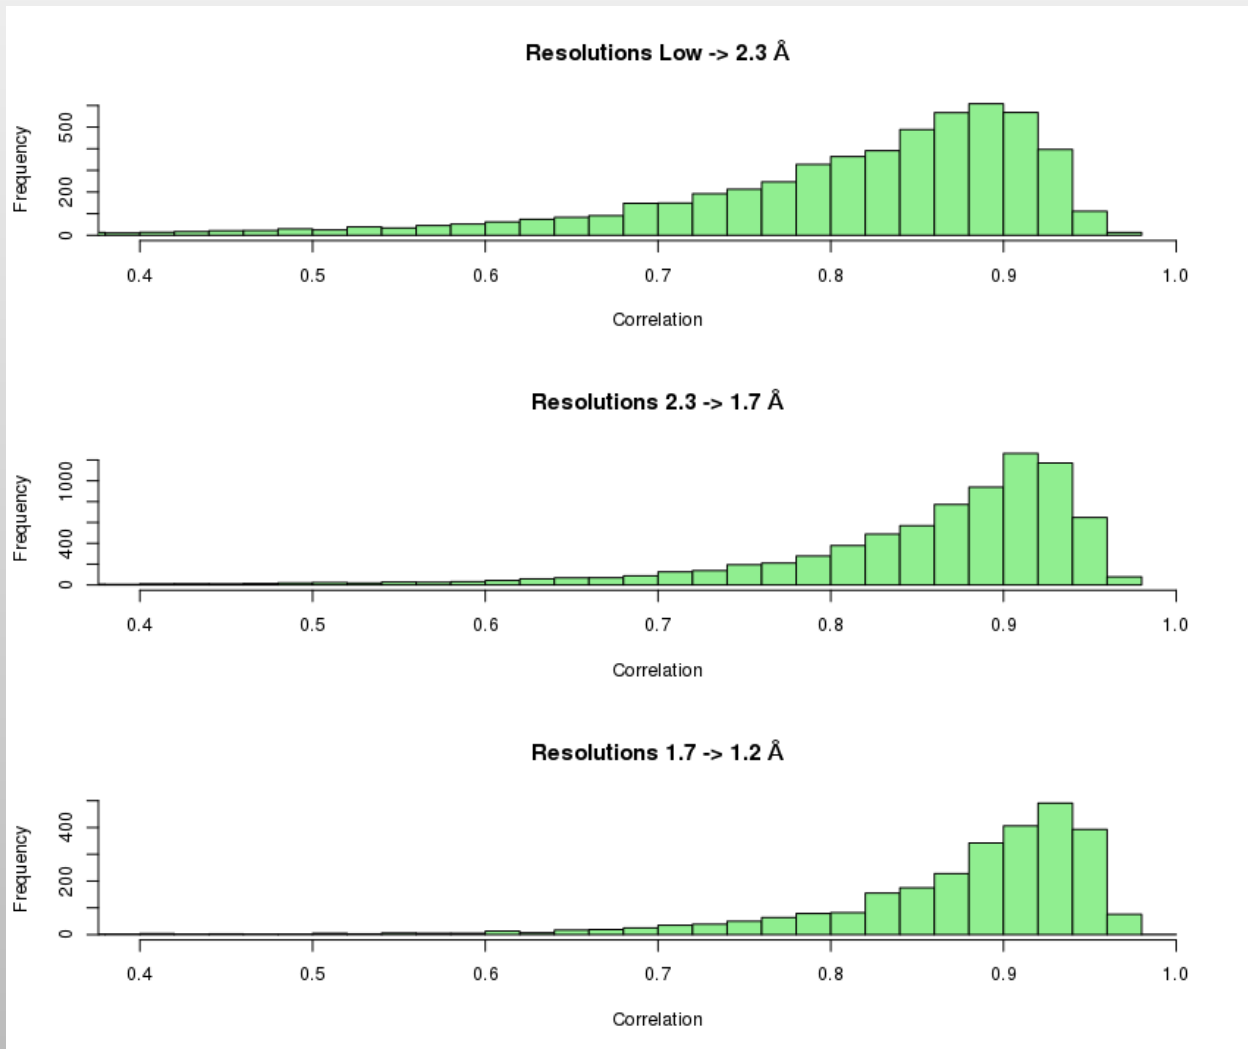 Resolutions Low -> 2.3 Å
Frequency
500
200
0
0.4 0.5 0.6 0.7 0.8 0.9 1.0
Correlation
Resolutions 2.3 -> 1.7 Å
Frequency
1000
400
0
0.4 0.5 0.6 0.7 0.8 0.9 1.0
Correlation
Resolutions 1.7 -> 1.2 Å
Frequency
400
200
0
0.4 0.5 0.6 0.7 0.8 0.9 1.0
Correlation